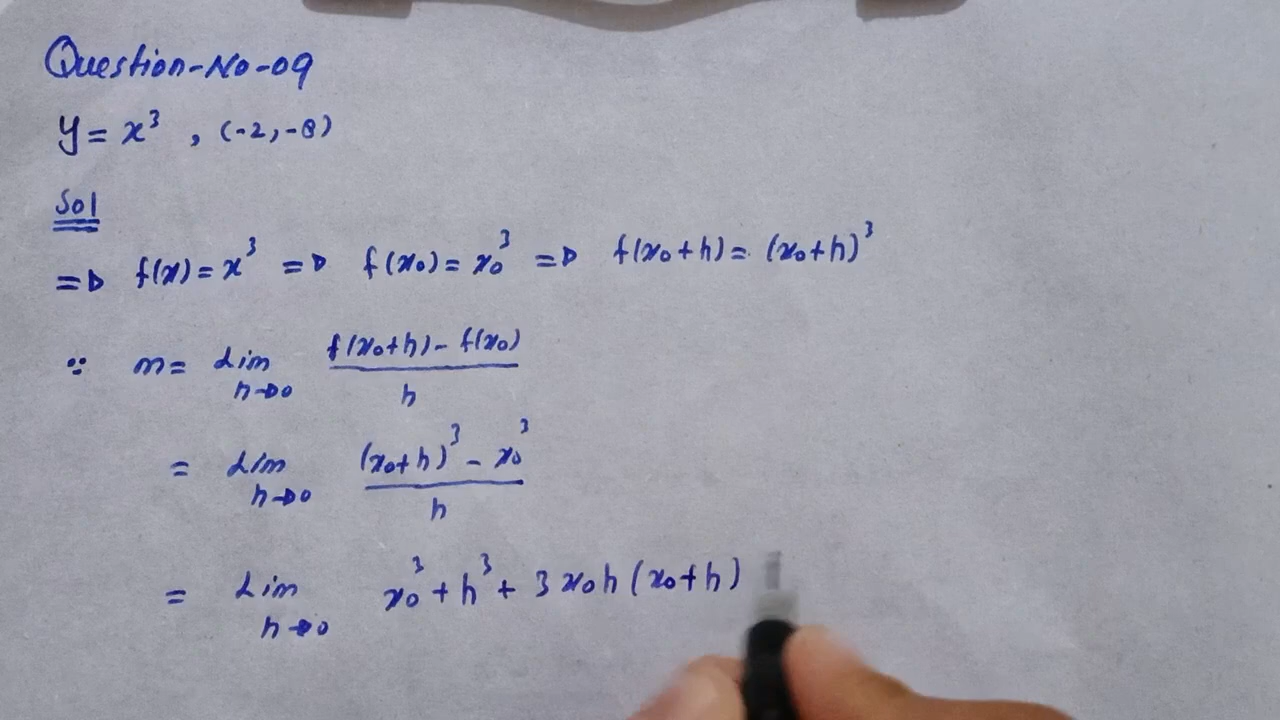 Question-No-09
y = x³ , (-2,-8)
Sol
⇒ f(x) = x³ ⇒ f(x₀) = x₀³ ⇒ f(x₀+h) = (x₀+h)³
∵ m = Lim h→0 f(x₀+h) - f(x₀) / h
= Lim h→0 (x₀+h)³ - x₀³ / h
= Lim h→0 x₀³ + h³ + 3x₀h(x₀+h)